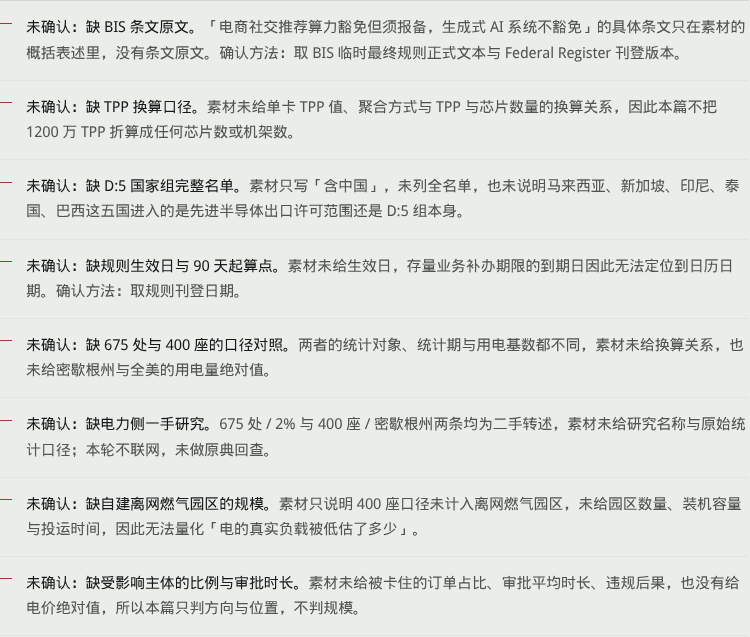 未确认：缺 BIS 条文原文。「电商社交推荐算力豁免但须报备，生成式 AI 系统不豁免」的具体条文只在素材的
概括表述里，没有条文原文。确认方法：取 BIS 临时最终规则正式文本与 Federal Register 刊登版本。
未确认：缺 TPP 换算口径。素材未给单卡 TPP 值、聚合方式与 TPP 与芯片数量的换算关系，因此本篇不把
1200 万 TPP 折算成任何芯片数或机架数。
未确认：缺 D:5 国家组完整名单。素材只写「含中国」，未列全名单，也未说明马来西亚、新加坡、印尼、泰
国、巴西这五国进入的是先进半导体出口许可范围还是 D:5 组本身。
未确认：缺规则生效日与 90 天起算点。素材未给生效日，存量业务补办期限的到期日因此无法定位到日历日
期。确认方法：取规则刊登日期。
未确认：缺 675 处与 400 座的口径对照。两者的统计对象、统计期与用电基数都不同，素材未给换算关系，也
未给密歇根州与全美的用电量绝对值。
未确认：缺电力侧一手研究。675 处 / 2% 与 400 座 / 密歇根州两条均为二手转述，素材未给研究名称与原始统
计口径；本轮不联网，未做原典回查。
未确认：缺自建离网燃气园区的规模。素材只说明 400 座口径未计入离网燃气园区，未给园区数量、装机容量
与投运时间，因此无法量化「电的真实负载被低估了多少」。
未确认：缺受影响主体的比例与审批时长。素材未给被卡住的订单占比、审批平均时长、违规后果，也没有给
电价绝对值，所以本篇只判方向与位置，不判规模。